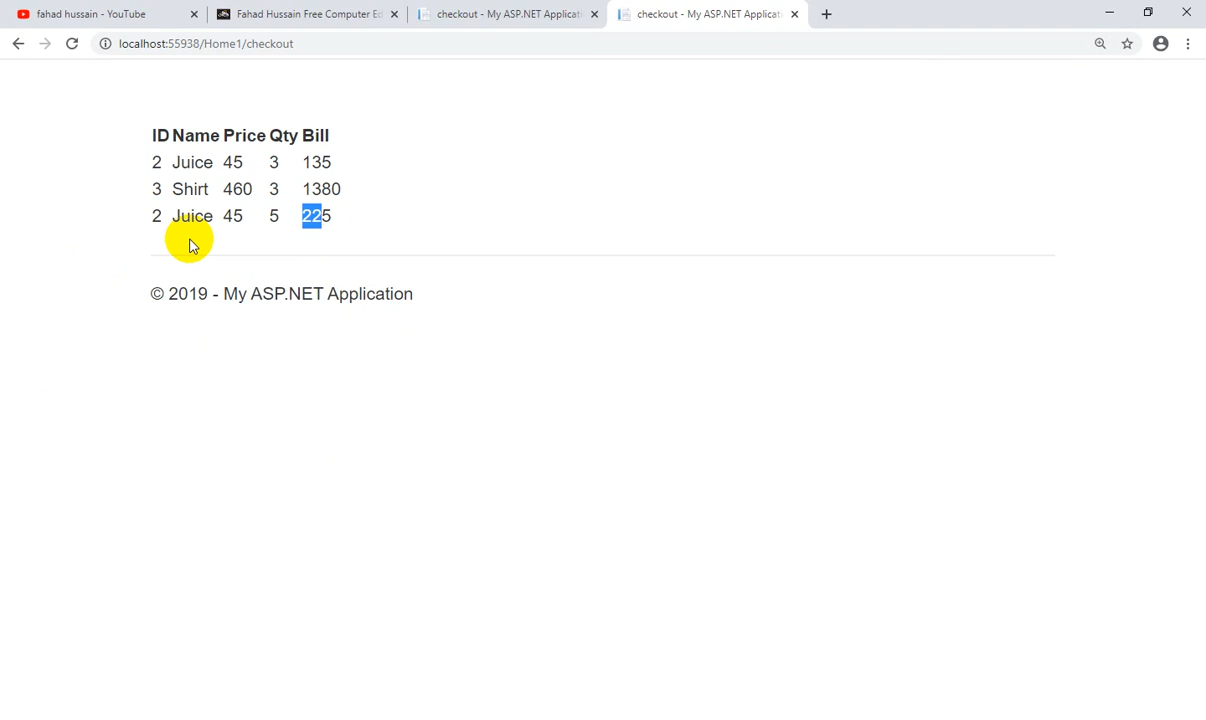 fahad hussain - YouTube
Fahad Hussain Free Computer Ed
checkout - My ASP.NET Applicati
checkout - My ASP.NET Applicati
localhost:55938/Home1/checkout
ID Name Price Qty Bill
2 Juice 45 3 135
3 Shirt 460 3 1380
2 Juice 45 5 225
© 2019 - My ASP.NET Application